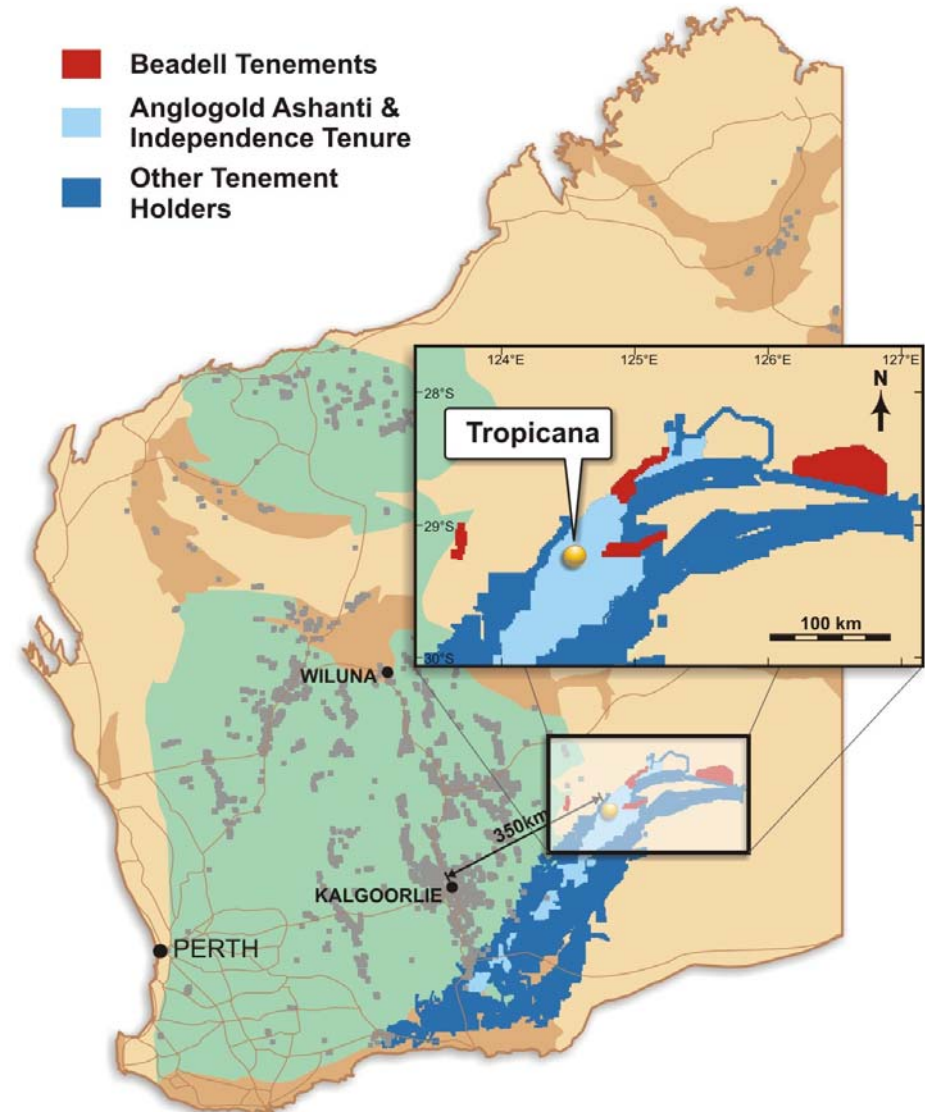 Beadell Tenements
Anglogold Ashanti &
Independence Tenure
Other Tenement
Holders
124°E
125°E
126°E
127°E
28°S
N
Tropicana
29°S
100 km
30°S
WILUNA
350km
KALGOORLIE
PERTH